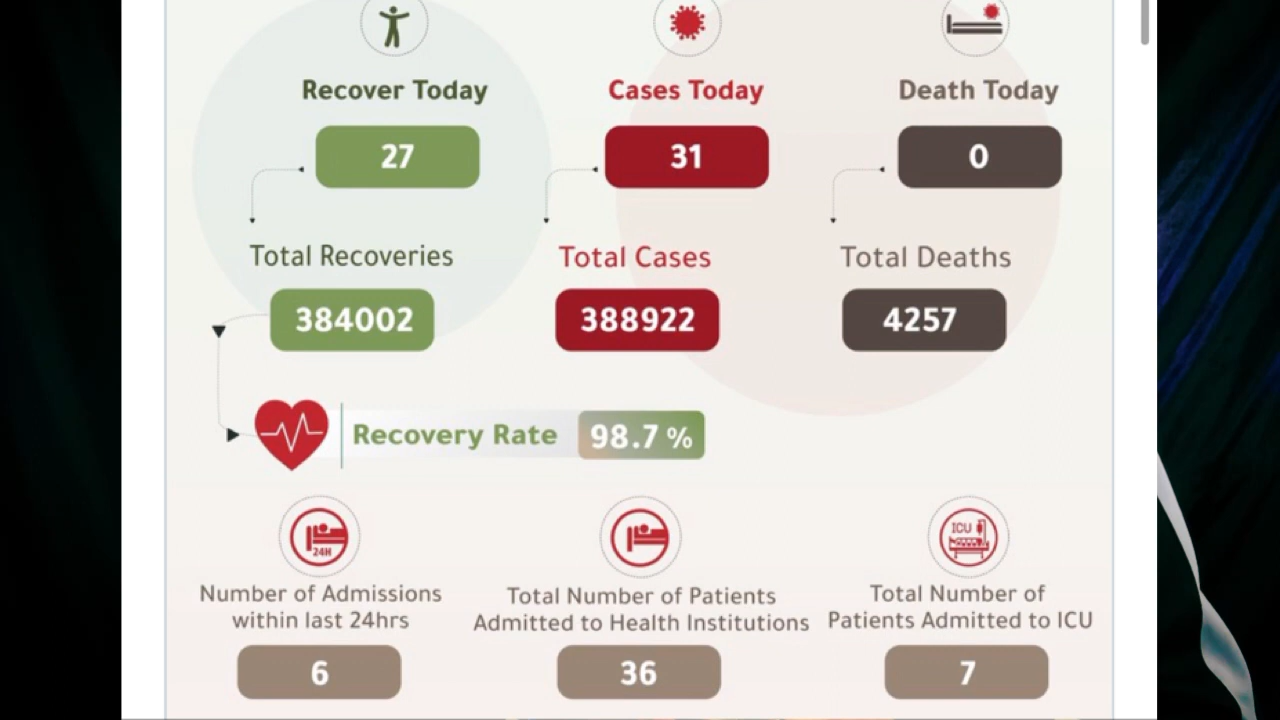 Recover Today
Cases Today
Death Today
27
31
0
Total Recoveries
Total Cases
Total Deaths
384002
388922
4257
Recovery Rate
98.7 %
24H
ICU
Number of Admissions
within last 24hrs
Total Number of Patients
Admitted to Health Institutions
Total Number of
Patients Admitted to ICU
6
36
7